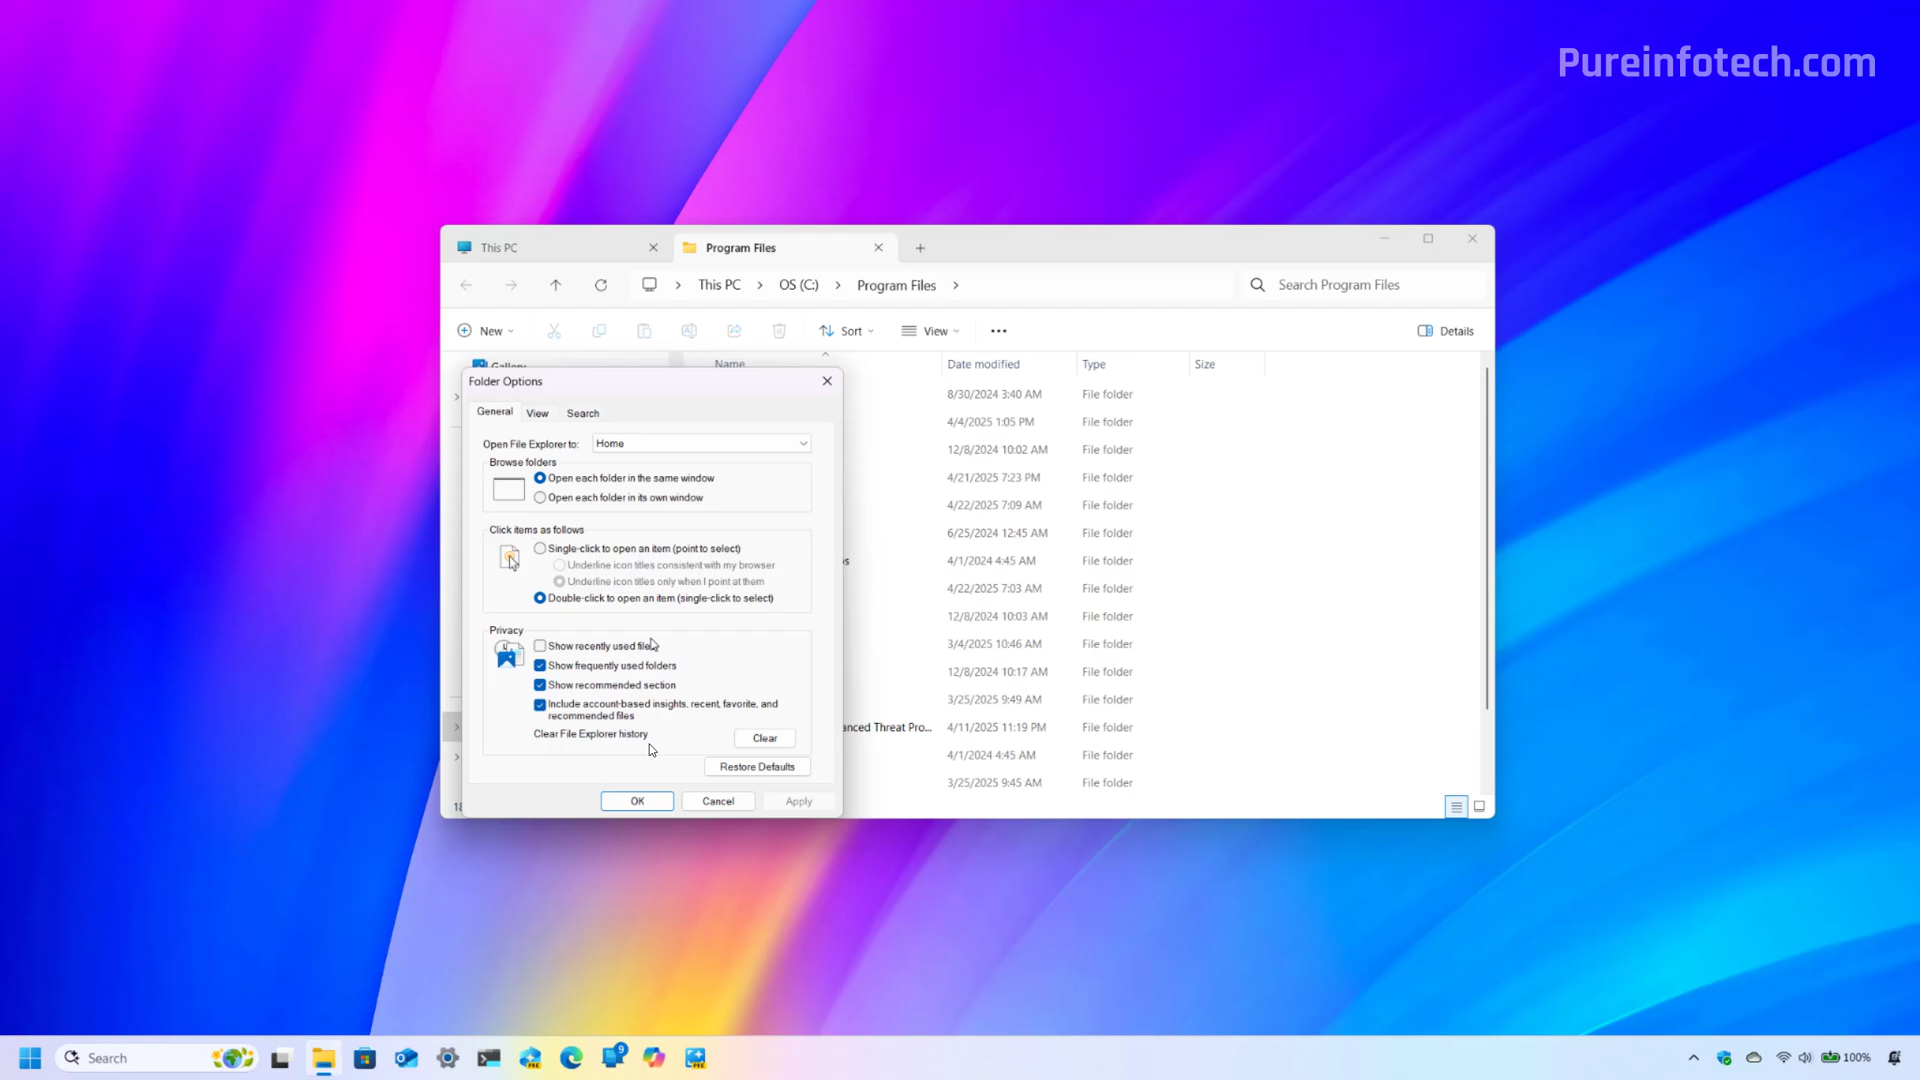 Pureinfotech.com
This PC
Program Files
This PC
OS (C:)
Program Files
Search Program Files
New
Sort
View
Details
Gallery
Name
Date modified
Type
Size
Folder Options
General
View
Search
Open File Explorer to:
Home
Browse folders
Open each folder in the same window
Open each folder in its own window
Click items as follows
Single-click to open an item (point to select)
Underline icon titles consistent with my browser
Underline icon titles only when I point at them
Double-click to open an item (single-click to select)
Privacy
Show recently used files
Show frequently used folders
Show recommended section
Include account-based insights, recent, favorite, and
recommended files
Clear File Explorer history
Clear
Restore Defaults
OK
Cancel
Apply
8/30/2024 3:40 AM File folder
4/4/2025 1:05 PM File folder
12/8/2024 10:02 AM File folder
4/21/2025 7:23 PM File folder
4/22/2025 7:09 AM File folder
6/25/2024 12:45 AM File folder
4/1/2024 4:45 AM File folder
4/22/2025 7:03 AM File folder
12/8/2024 10:03 AM File folder
3/4/2025 10:46 AM File folder
12/8/2024 10:17 AM File folder
3/25/2025 9:49 AM File folder
anced Threat Pro... 4/11/2025 11:19 PM File folder
4/1/2024 4:45 AM File folder
3/25/2025 9:45 AM File folder
18
Search
PRE
9
PRE
100%